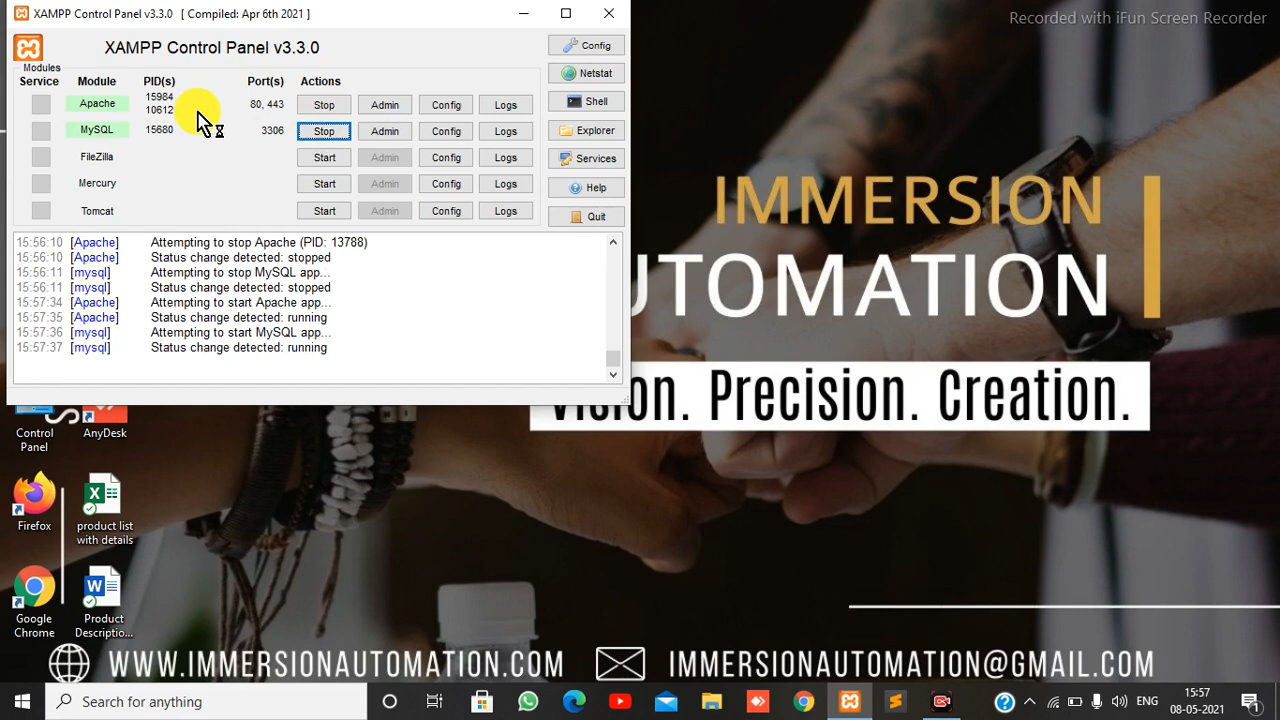 XAMPP Control Panel v3.3.0 [ Compiled: Apr 6th 2021 ]
Recorded with iFun Screen Recorder
XAMPP Control Panel v3.3.0
Config
Modules
Service Module PID(s) Port(s) Actions
Netstat
Apache 15984 10612 80, 443 Stop Admin Config Logs
Shell
MySQL 15680 3306 Stop Admin Config Logs
Explorer
FileZilla Start Admin Config Logs
Services
Mercury Start Admin Config Logs
Help
Tomcat Start Admin Config Logs
Quit
15:56:10 [Apache] Attempting to stop Apache (PID: 13788)
15:56:10 [Apache] Status change detected: stopped
15:56:11 [mysql] Attempting to stop MySQL app...
15:56:11 [mysql] Status change detected: stopped
15:57:34 [Apache] Attempting to start Apache app...
15:57:35 [Apache] Status change detected: running
15:57:36 [mysql] Attempting to start MySQL app...
15:57:37 [mysql] Status change detected: running
IMMERSION
UTOMATION
Vision. Precision. Creation.
Control Panel
AnyDesk
Firefox
product list with details
Google Chrome
Product Descriptio...
WWW.IMMERSIONAUTOMATION.COM
IMMERSIONAUTOMATION@GMAIL.COM
Search for anything
ENG
15:57
08-05-2021
1